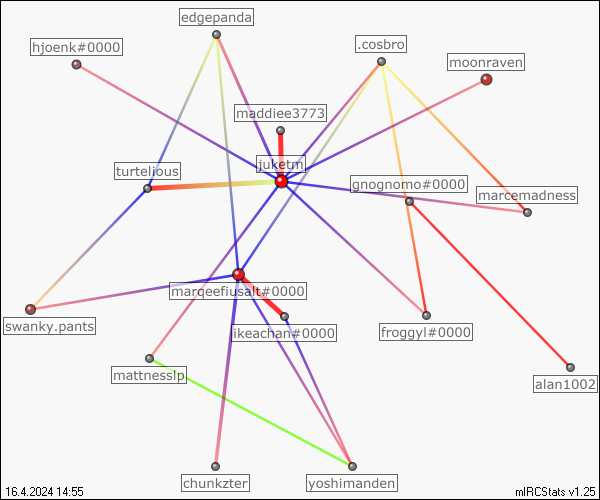 edgepanda
hjoenk#0000
.cosbro
moonraven
maddiee3773
juketm
turtelious
gnognomo#0000
marcemadness
marqeefiusalt#0000
swanky.pants
ikeachan#0000
froggyl#0000
mattnesslp
alan1002
chunkzter
yoshimanden
16.4.2024 14:55
mIRCStats v1.25